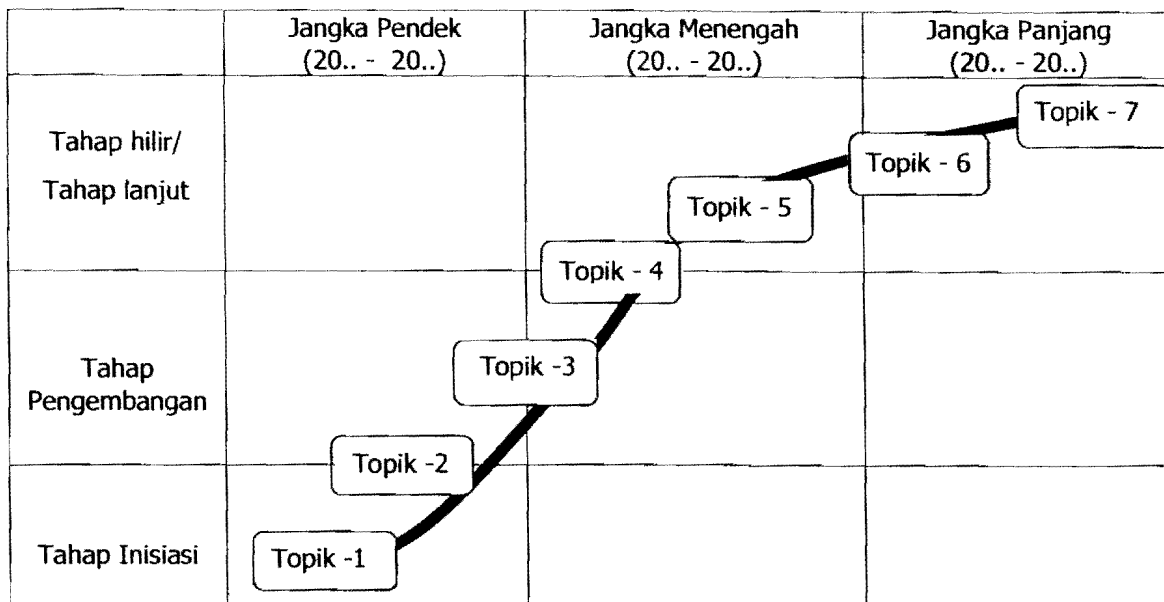 Jangka Pendek
(20.. - 20..)
Jangka Menengah
(20.. - 20..)
Jangka Panjang
(20.. - 20..)
Tahap hilir/
Tahap lanjut
Topik - 7
Topik - 6
Topik - 5
Topik - 4
Tahap
Pengembangan
Topik -3
Topik -2
Tahap Inisiasi
Topik -1